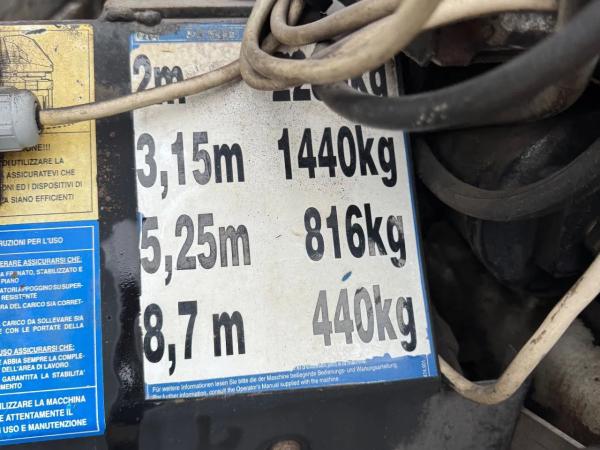 2m
3,15m 1440kg
5,25m 816kg
8,7 m 440kg
Für weitere Informationen lesen Sie bitte die der Maschine beiliegende Bedienungs- und Wartungsanleitung.
For further information, consult the Operator's Manual supplied with the machine.
UTILIZZARE LA
ASSICURATEVI CHE
ONI ED I DISPOSITIVI DI
SIANO EFFICIENTI
PER L'USO
ASSICURARSI CHE:
STABILIZZATO E
PIANO
SUPER-
RESISTENTE
DEL CARICO SIA CORRET-
CARICO DA SOLLEVARE
CON LE PORTATE DELLA
USO ASSICURARSI CHE:
ABBIA SEMPRE LA COMPLE-
DELL'AREA DI LAVORO
GARANTITA LA STABILITA'
LA MACCHINA
ATTENTAMENTE IL
USO E MANUTENZIONE